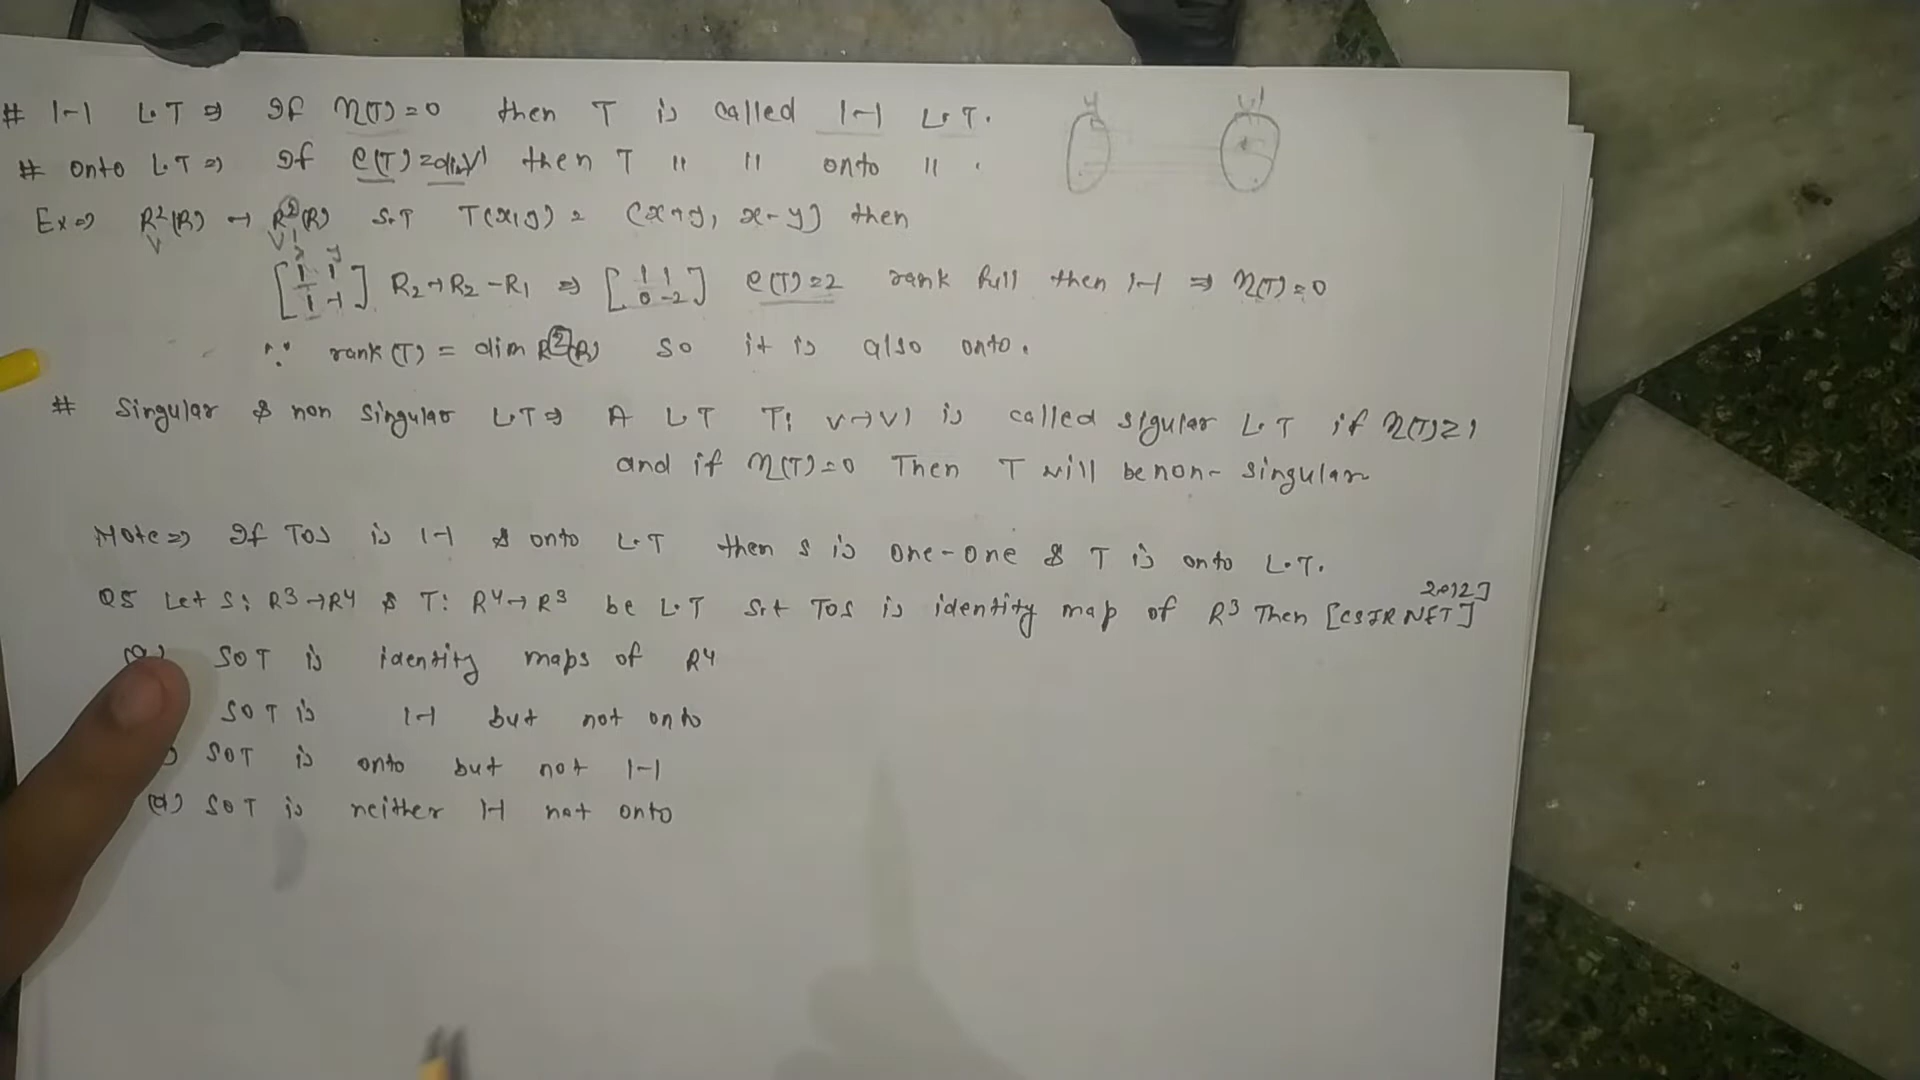 # 1-1 L.T ⇒ If η(T)=0 then T is called 1-1 L.T.
# onto L.T ⇒ If ρ(T)=dim V' then T " " onto " .
Ex ⇒ R²(R) → R²(R) S.T T(x,y) = (x+y, x-y) then
V V'
x y
[1 1 / 1 -1] R₂→R₂-R₁ ⇒ [1 1 / 0 -2] ρ(T)=2 rank full then 1-1 ⇒ η(T)=0
∵ rank(T) = dim R²(R) so it is also onto.
# Singular & non singular L.T ⇒ A L T T: V→V' is called sigular L.T if η(T)≥1
and if η(T)=0 Then T will be non-singular
Note ⇒ If TOS is 1-1 & onto L.T then S is one-one & T is onto L.T.
Q5 Let S: R3→R4 & T: R4→R3 be L.T S.t TOS is identity map of R3 Then [CSIR NET 2012]
(a) SOT is identity maps of R4
SOT is 1-1 but not onto
) SOT is onto but not 1-1
(d) SOT is neither 1-1 not onto